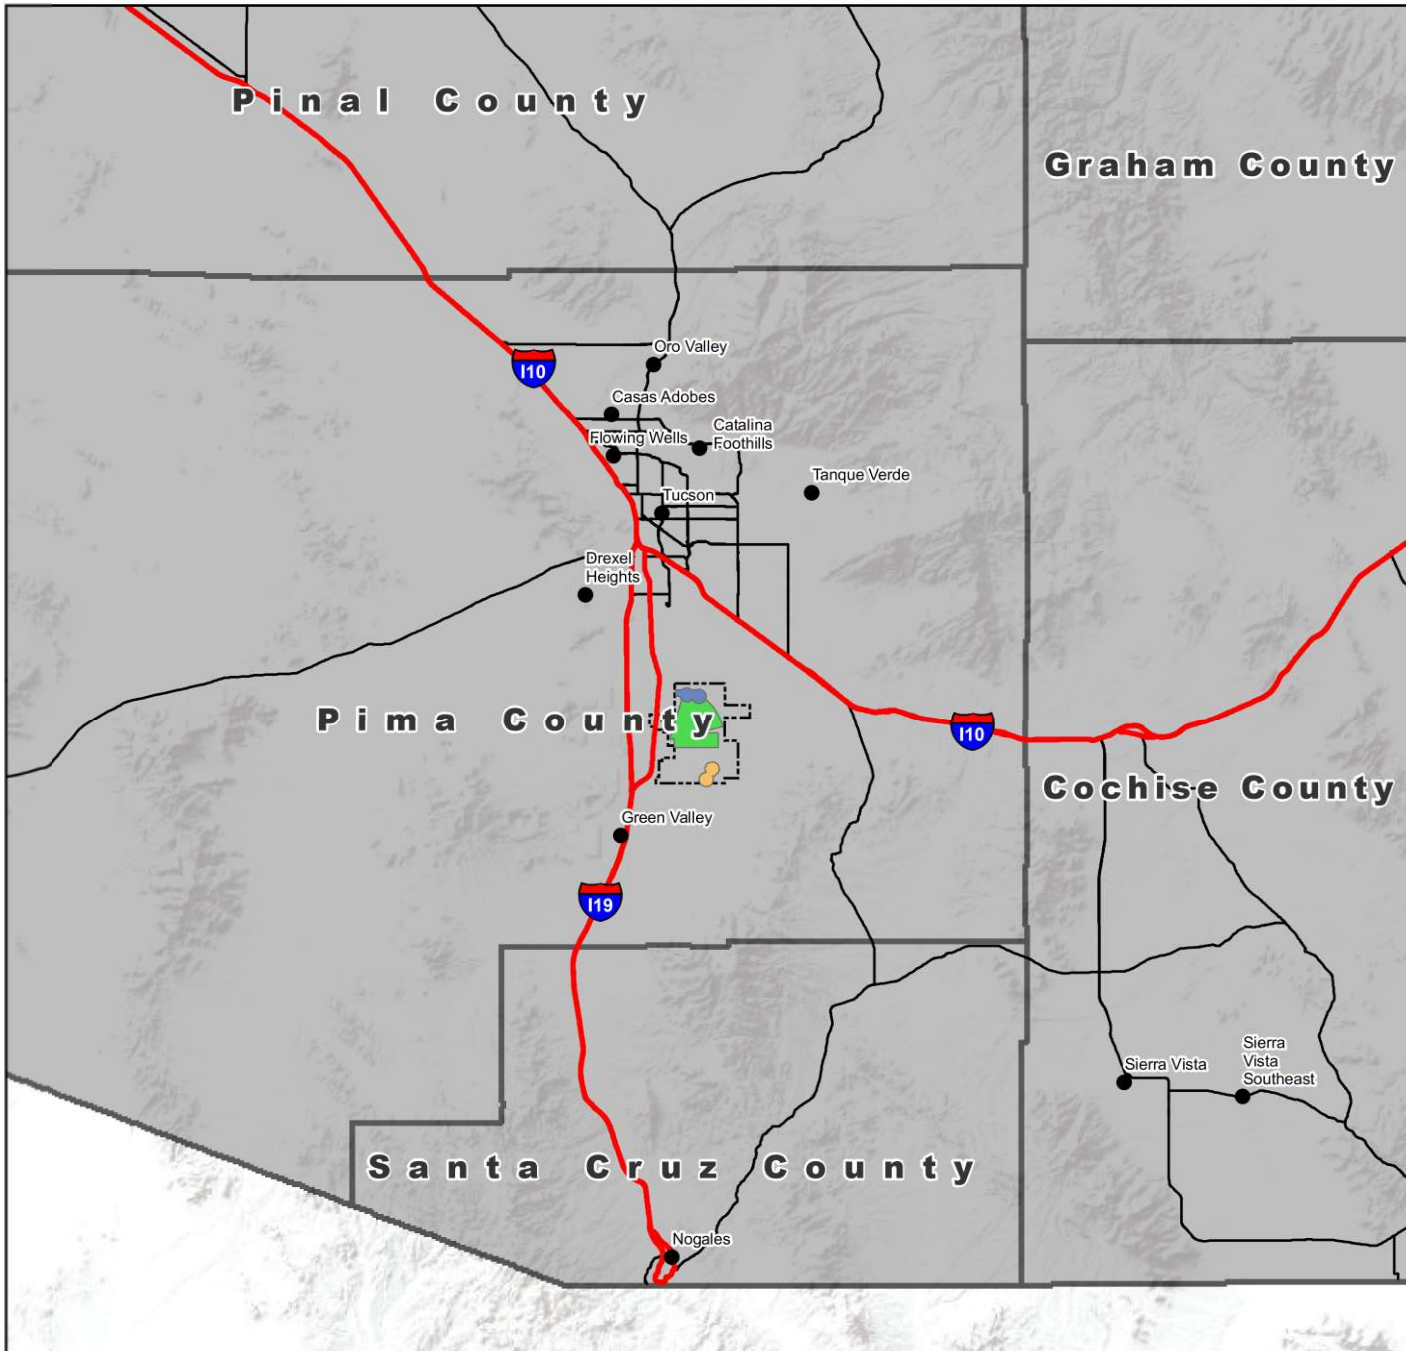 Pinal County
Graham County
Oro Valley
I10
Casas Adobes
Catalina
Foothills
Flowing Wells
Tanque Verde
Tucson
Drexel
Heights
Pima County
I10
Cochise County
Green Valley
I19
Sierra Vista
Sierra
Vista
Southeast
Santa Cruz County
Nogales